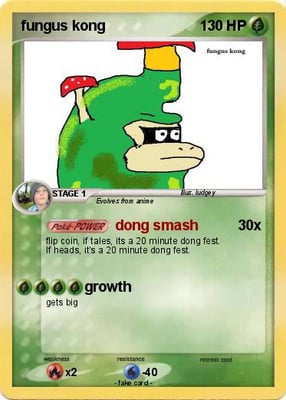 fungus kong 130 HP
fungus kong
STAGE 1
Illus. ludgey
Evolves from anime
Poké-POWER dong smash 30x
flip coin, if tales, its a 20 minute dong fest.
If heads, it's a 20 minute dong fest.
growth
gets big
weakness resistance retreat cost
x2 -40
- fake card -